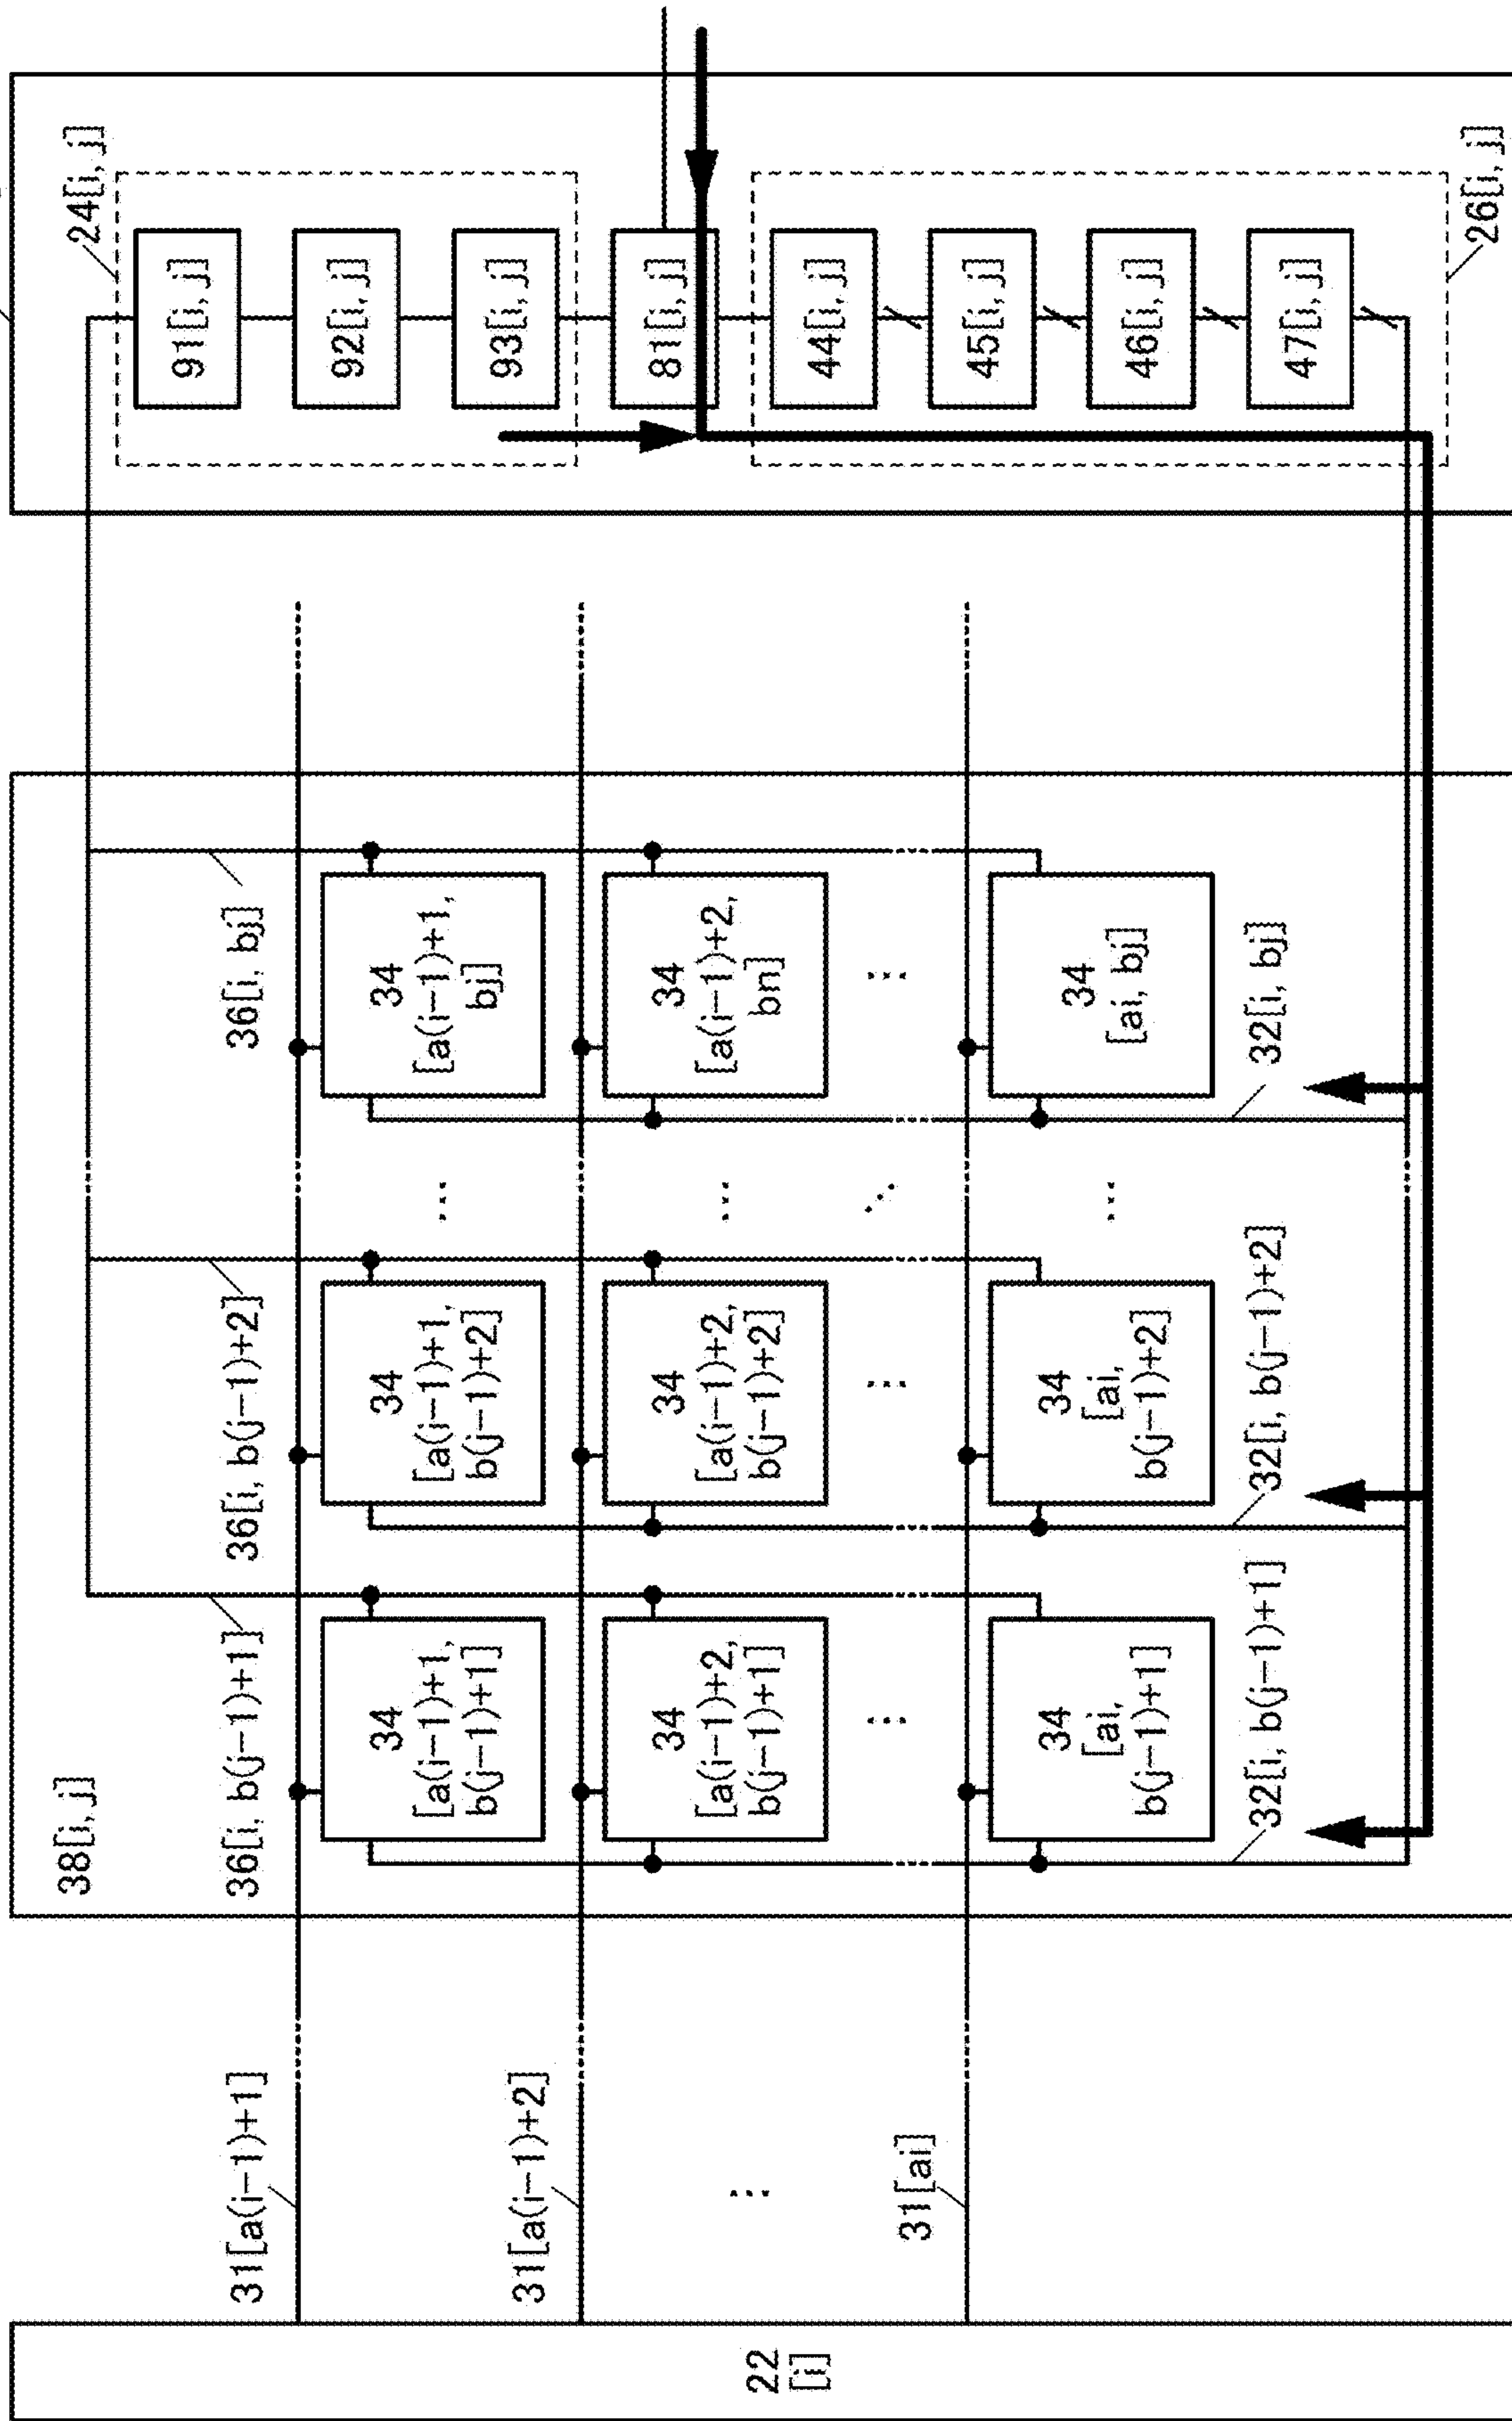 38[i, j]
24[i, j]
91[i, j]
31[a(i-1)+1]
36[i, b(j-1)+1]
36[i, b(j-1)+2]
36[i, bj]
92[i, j]
34
[a(i-1)+1,
b(j-1)+1]
34
[a(i-1)+1,
b(j-1)+2]
...
34
[a(i-1)+1,
bj]
93[i, j]
31[a(i-1)+2]
34
[a(i-1)+2,
b(j-1)+1]
34
[a(i-1)+2,
b(j-1)+2]
...
34
[a(i-1)+2,
bn]
81[i, j]
22
[i]
44[i, j]
31[ai]
45[i, j]
34
[ai,
b(j-1)+1]
34
[ai,
b(j-1)+2]
...
34
[ai, bj]
46[i, j]
32[i, b(j-1)+1]
32[i, b(j-1)+2]
32[i, bj]
47[i, j]
26[i, j]